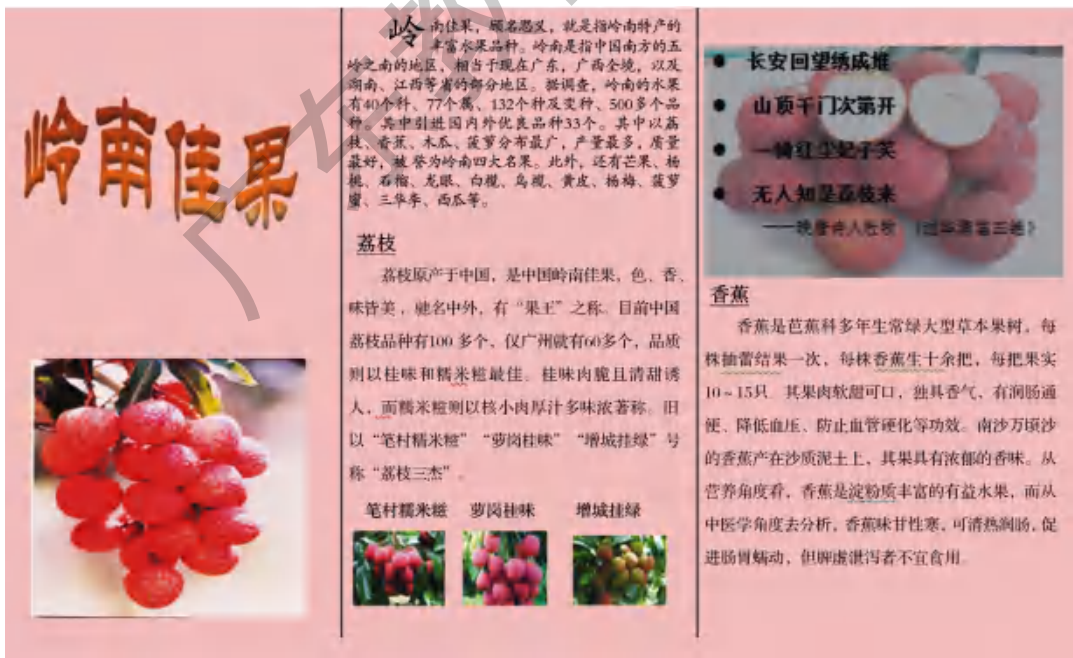 岭南佳果
岭南佳果，顾名思义，就是指岭南特产的
丰富水果品种。岭南是指中国南方的五
岭之南的地区，相当于现在广东，广西全境，以及
湖南、江西等省的部分地区。据调查，岭南的水果
有40个科、77个属、132个种及变种、500多个品
种。其中引进国内外优良品种33个。其中以荔
枝、香蕉、木瓜、菠萝分布最广，产量最多，质量
最好，被誉为岭南四大名果。此外，还有芒果、杨
桃、石榴、龙眼、白榄、乌榄、黄皮、杨梅、菠萝
蜜、三华李、西瓜等。
荔枝
荔枝原产于中国，是中国岭南佳果，色、香、
味皆美，驰名中外，有“果王”之称。目前中国
荔枝品种有100 多个，仅广州就有60多个，品质
则以桂味和糯米糍最佳。桂味肉脆且清甜诱
人，而糯米糍则以核小肉厚汁多味浓著称。旧
以“笔村糯米糍”“萝岗桂味”“增城挂绿”号
称“荔枝三杰”。
笔村糯米糍 萝岗桂味 增城挂绿
长安回望绣成堆
山顶千门次第开
一骑红尘妃子笑
无人知是荔枝来
——晚唐诗人杜牧 《过华清宫三绝》
香蕉
香蕉是芭蕉科多年生常绿大型草本果树，每
株抽蕾结果一次，每株香蕉生十余把，每把果实
10~15只。其果肉软甜可口，独具香气，有润肠通
便、降低血压、防止血管硬化等功效。南沙万顷沙
的香蕉产在沙质泥土上，其果具有浓郁的香味。从
营养角度看，香蕉是淀粉质丰富的有益水果，而从
中医学角度去分析，香蕉味甘性寒，可清热润肠，促
进肠胃蠕动，但脾虚泄泻者不宜食用。